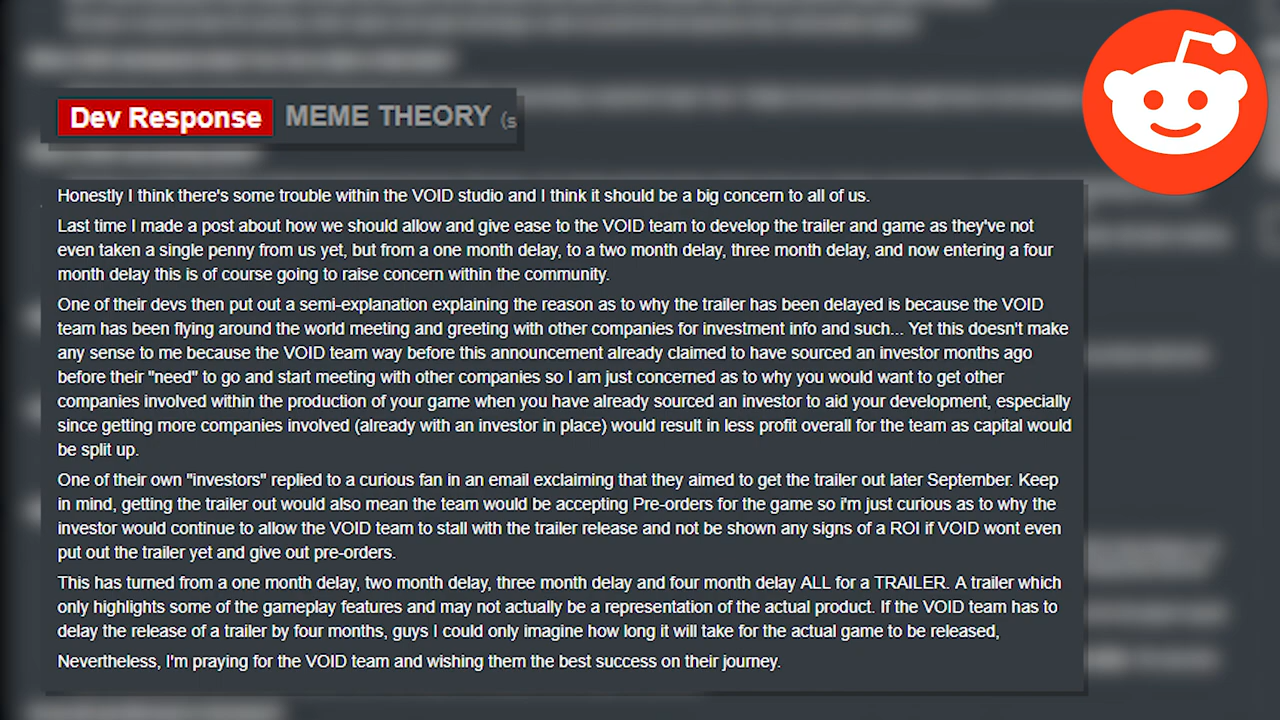 Dev Response MEME THEORY (s
Honestly I think there's some trouble within the VOID studio and I think it should be a big concern to all of us.
Last time I made a post about how we should allow and give ease to the VOID team to develop the trailer and game as they've not
even taken a single penny from us yet, but from a one month delay, to a two month delay, three month delay, and now entering a four
month delay this is of course going to raise concern within the community.
One of their devs then put out a semi-explanation explaining the reason as to why the trailer has been delayed is because the VOID
team has been flying around the world meeting and greeting with other companies for investment info and such... Yet this doesn't make
any sense to me because the VOID team way before this announcement already claimed to have sourced an investor months ago
before their "need" to go and start meeting with other companies so I am just concerned as to why you would want to get other
companies involved within the production of your game when you have already sourced an investor to aid your development, especially
since getting more companies involved (already with an investor in place) would result in less profit overall for the team as capital would
be split up.
One of their own "investors" replied to a curious fan in an email exclaiming that they aimed to get the trailer out later September. Keep
in mind, getting the trailer out would also mean the team would be accepting Pre-orders for the game so i'm just curious as to why the
investor would continue to allow the VOID team to stall with the trailer release and not be shown any signs of a ROI if VOID wont even
put out the trailer yet and give out pre-orders.
This has turned from a one month delay, two month delay, three month delay and four month delay ALL for a TRAILER. A trailer which
only highlights some of the gameplay features and may not actually be a representation of the actual product. If the VOID team has to
delay the release of a trailer by four months, guys I could only imagine how long it will take for the actual game to be released,
Nevertheless, I'm praying for the VOID team and wishing them the best success on their journey.